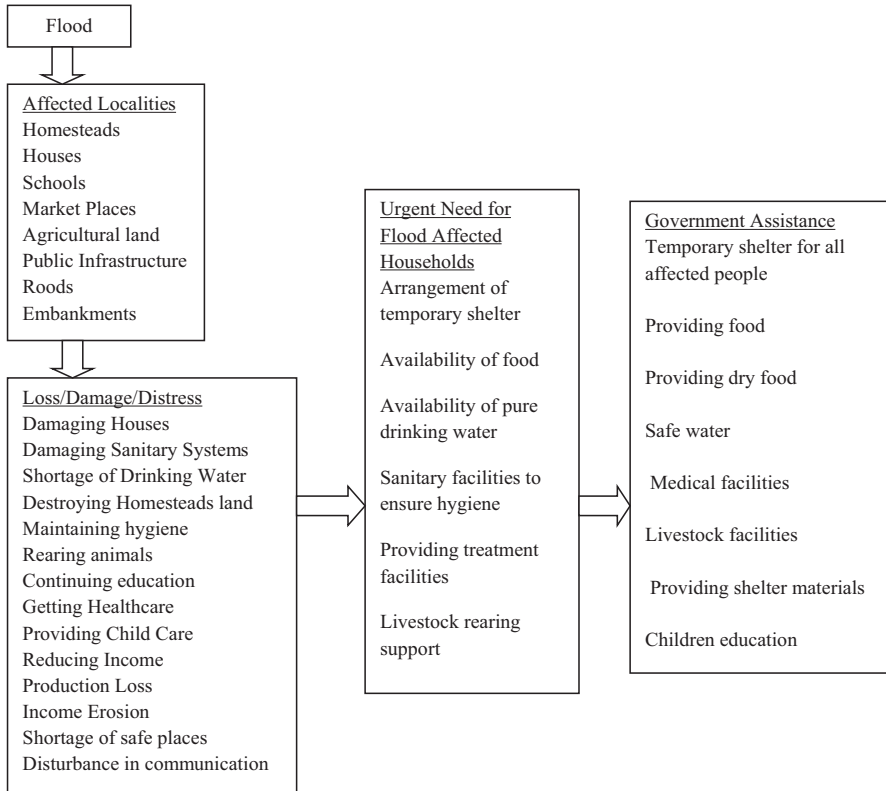 Flood
Affected Localities
Homesteads
Houses
Schools
Market Places
Agricultural land
Public Infrastructure
Roods
Embankments
Loss/Damage/Distress
Damaging Houses
Damaging Sanitary Systems
Shortage of Drinking Water
Destroying Homesteads land
Maintaining hygiene
Rearing animals
Continuing education
Getting Healthcare
Providing Child Care
Reducing Income
Production Loss
Income Erosion
Shortage of safe places
Disturbance in communication
Urgent Need for
Flood Affected
Households
Arrangement of
temporary shelter
Availability of food
Availability of pure
drinking water
Sanitary facilities to
ensure hygiene
Providing treatment
facilities
Livestock rearing
support
Government Assistance
Temporary shelter for all
affected people
Providing food
Providing dry food
Safe water
Medical facilities
Livestock facilities
Providing shelter materials
Children education